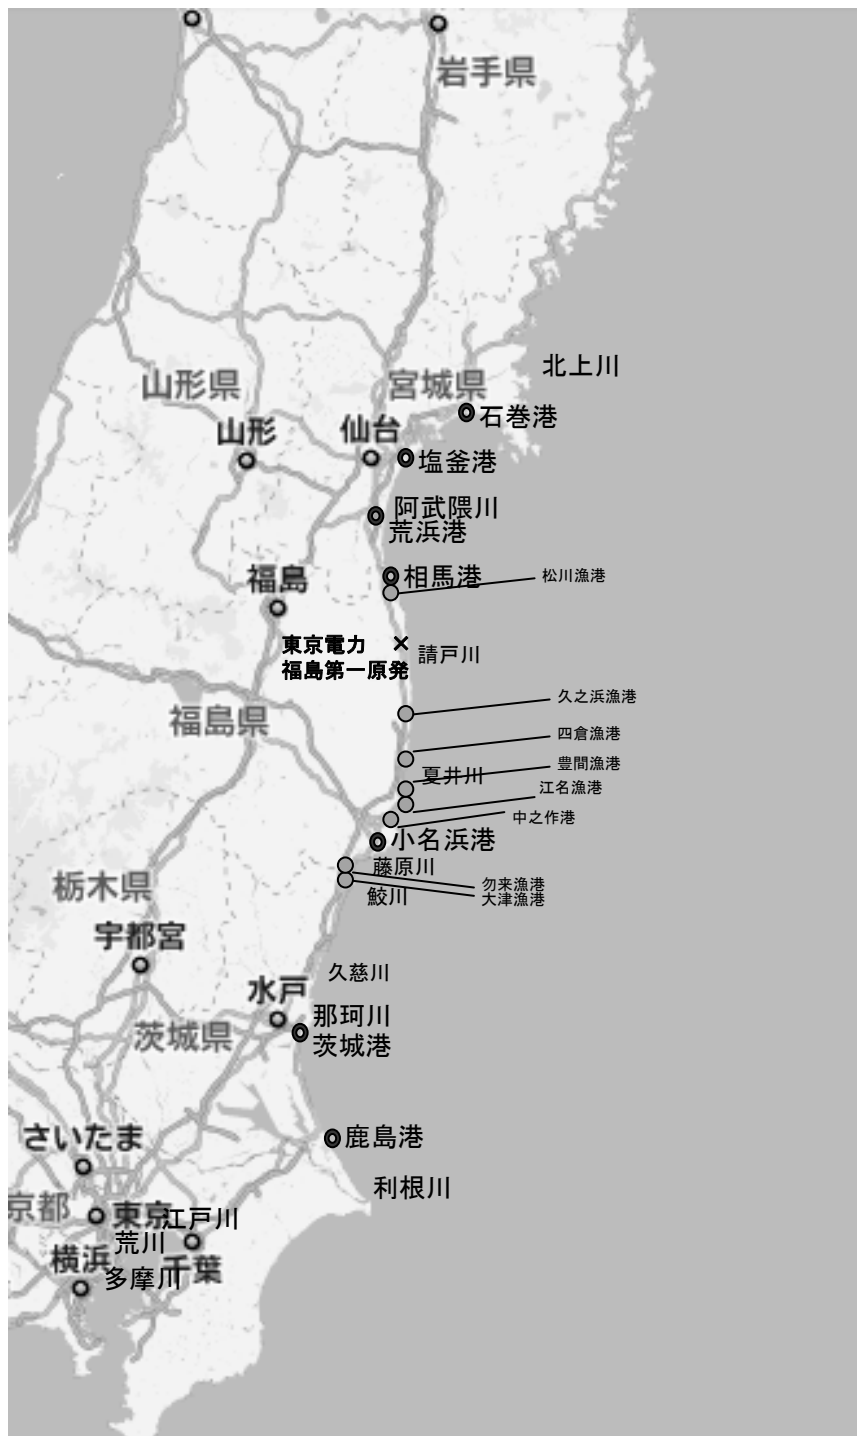 岩手県
北上川
山形県
宮城県
石巻港
山形
仙台
塩釜港
阿武隈川
荒浜港
福島
相馬港
松川漁港
東京電力
福島第一原発
請戸川
久之浜漁港
福島県
四倉漁港
豊間漁港
夏井川
江名漁港
中之作港
小名浜港
藤原川
栃木県
勿来漁港
鮫川
大津漁港
宇都宮
久慈川
水戸
那珂川
茨城県
茨城港
さいたま
鹿島港
利根川
京都
東京
江戸川
荒川
横浜
千葉
多摩川